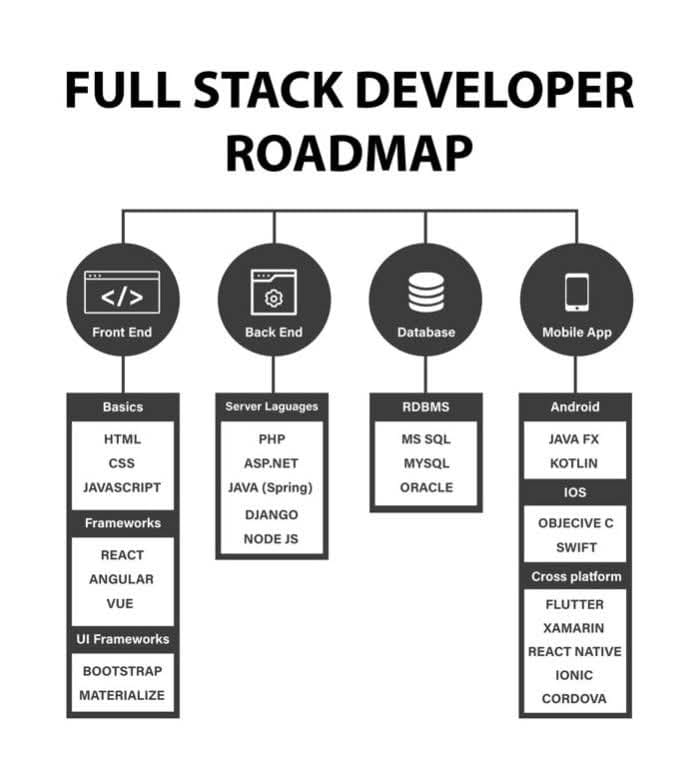 FULL STACK DEVELOPER
ROADMAP
</>
Front End
Basics
HTML
CSS
JAVASCRIPT
Frameworks
REACT
ANGULAR
VUE
UI Frameworks
BOOTSTRAP
MATERIALIZE
Back End
Server Laguages
PHP
ASP.NET
JAVA (Spring)
DJANGO
NODE JS
Database
RDBMS
MS SQL
MYSQL
ORACLE
Mobile App
Android
JAVA FX
KOTLIN
IOS
OBJECIVE C
SWIFT
Cross platform
FLUTTER
XAMARIN
REACT NATIVE
IONIC
CORDOVA